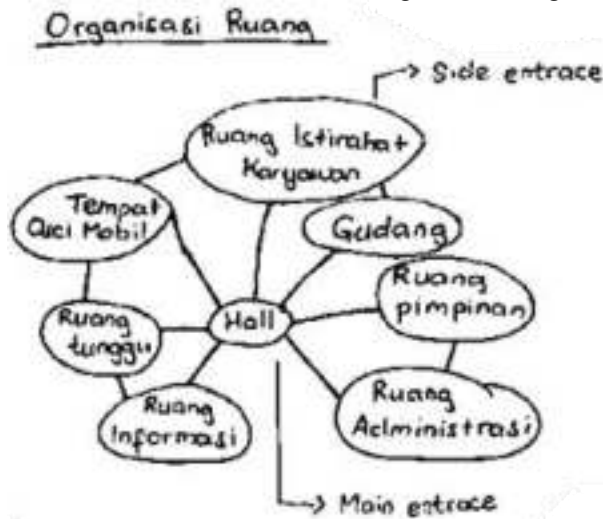 Organisasi Ruang
Side entrace
Ruang Istirahat
Karyawan
Tempat
Cuci Mobil
Gudang
Ruang
pimpinan
Hall
Ruang
tunggu
Ruang
Informasi
Ruang
Administrasi
Main entrace